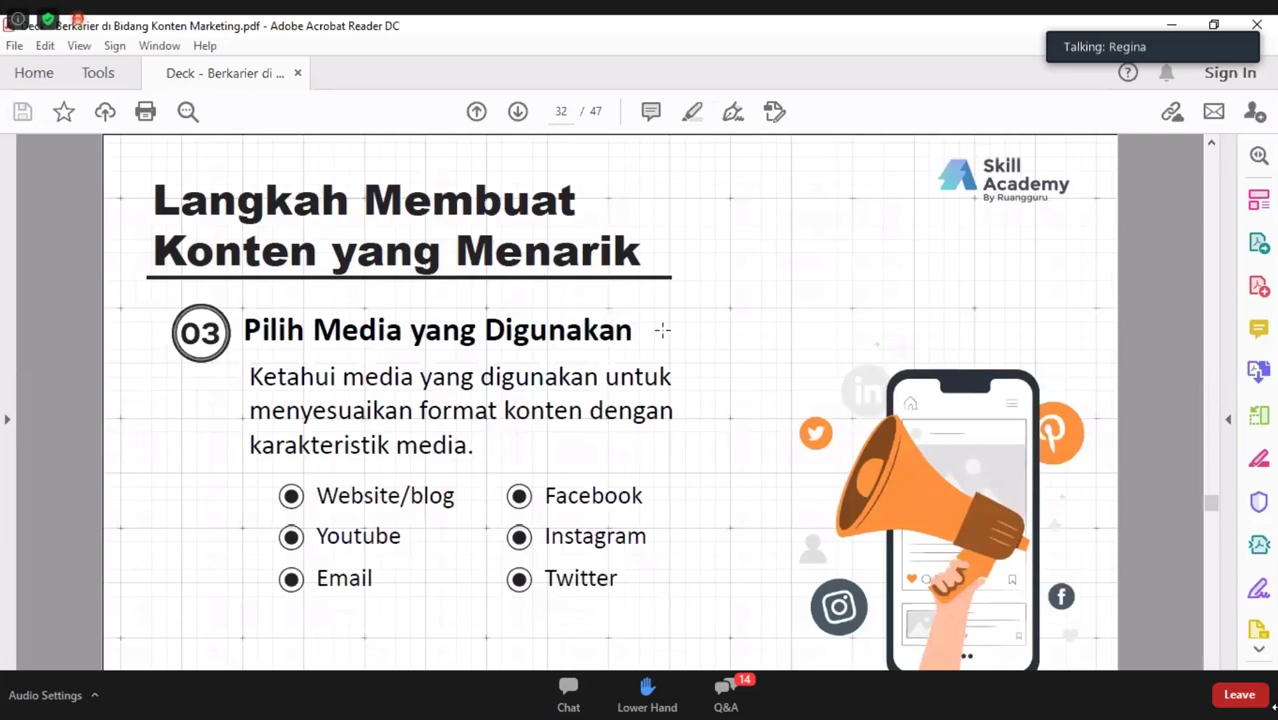 Deck - Berkarier di Bidang Konten Marketing.pdf - Adobe Acrobat Reader DC
File Edit View Sign Window Help
Talking: Regina
Home Tools Deck - Berkarier di ... Sign In
32 / 47
Skill
Academy
By Ruangguru
Langkah Membuat
Konten yang Menarik
03 Pilih Media yang Digunakan
Ketahui media yang digunakan untuk
menyesuaikan format konten dengan
karakteristik media.
Website/blog
Youtube
Email
Facebook
Instagram
Twitter
Audio Settings
Chat
Lower Hand
14
Q&A
Leave